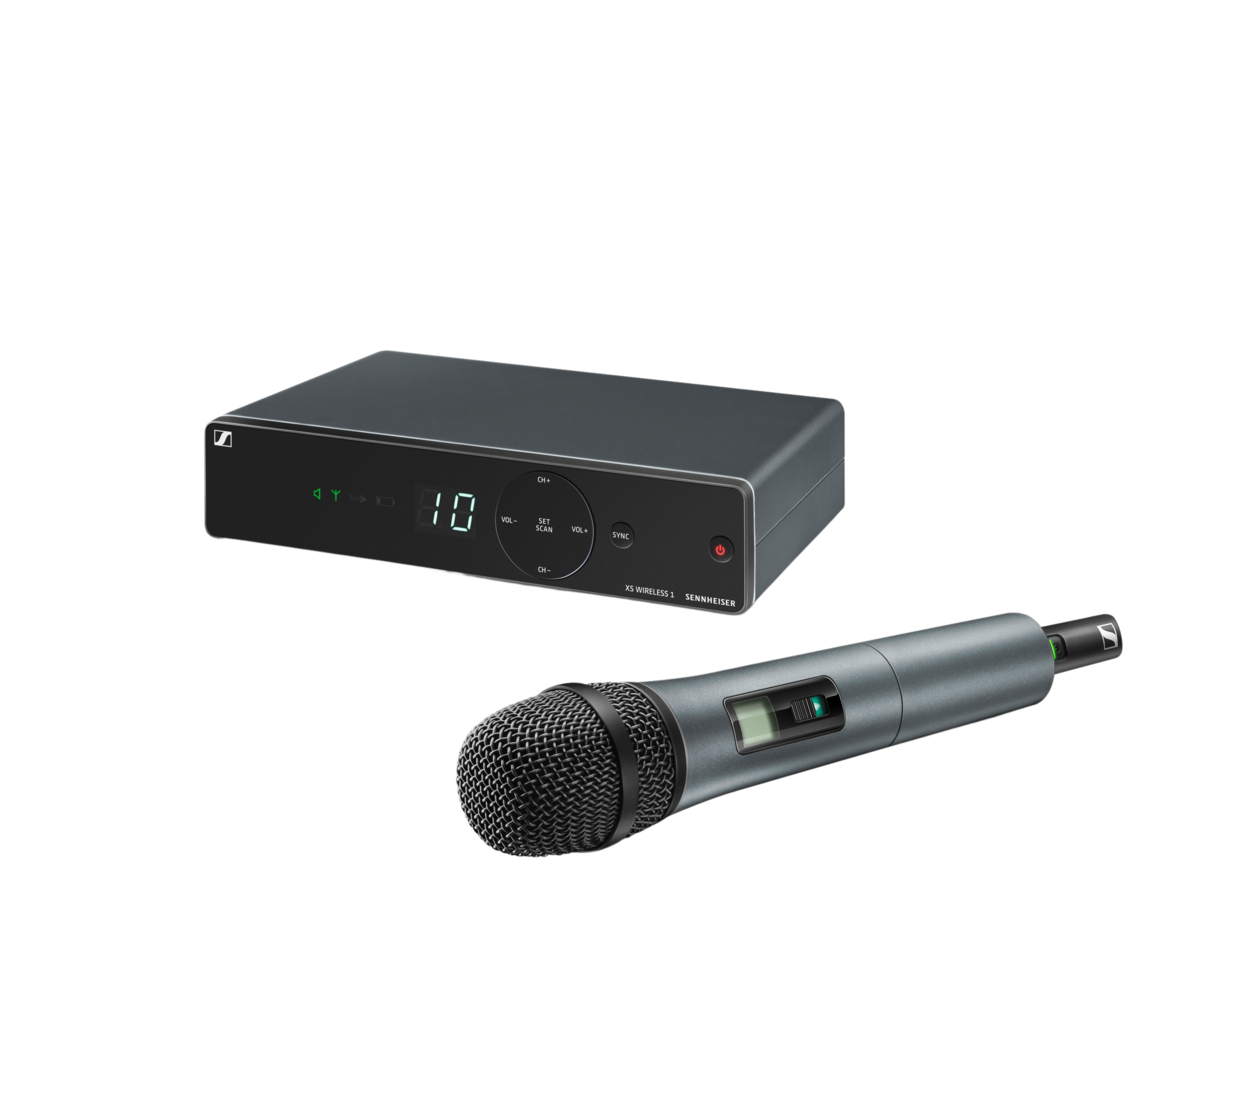 10
CH+
VOL−
SET
SCAN
VOL+
CH−
SYNC
XS WIRELESS 1
SENNHEISER